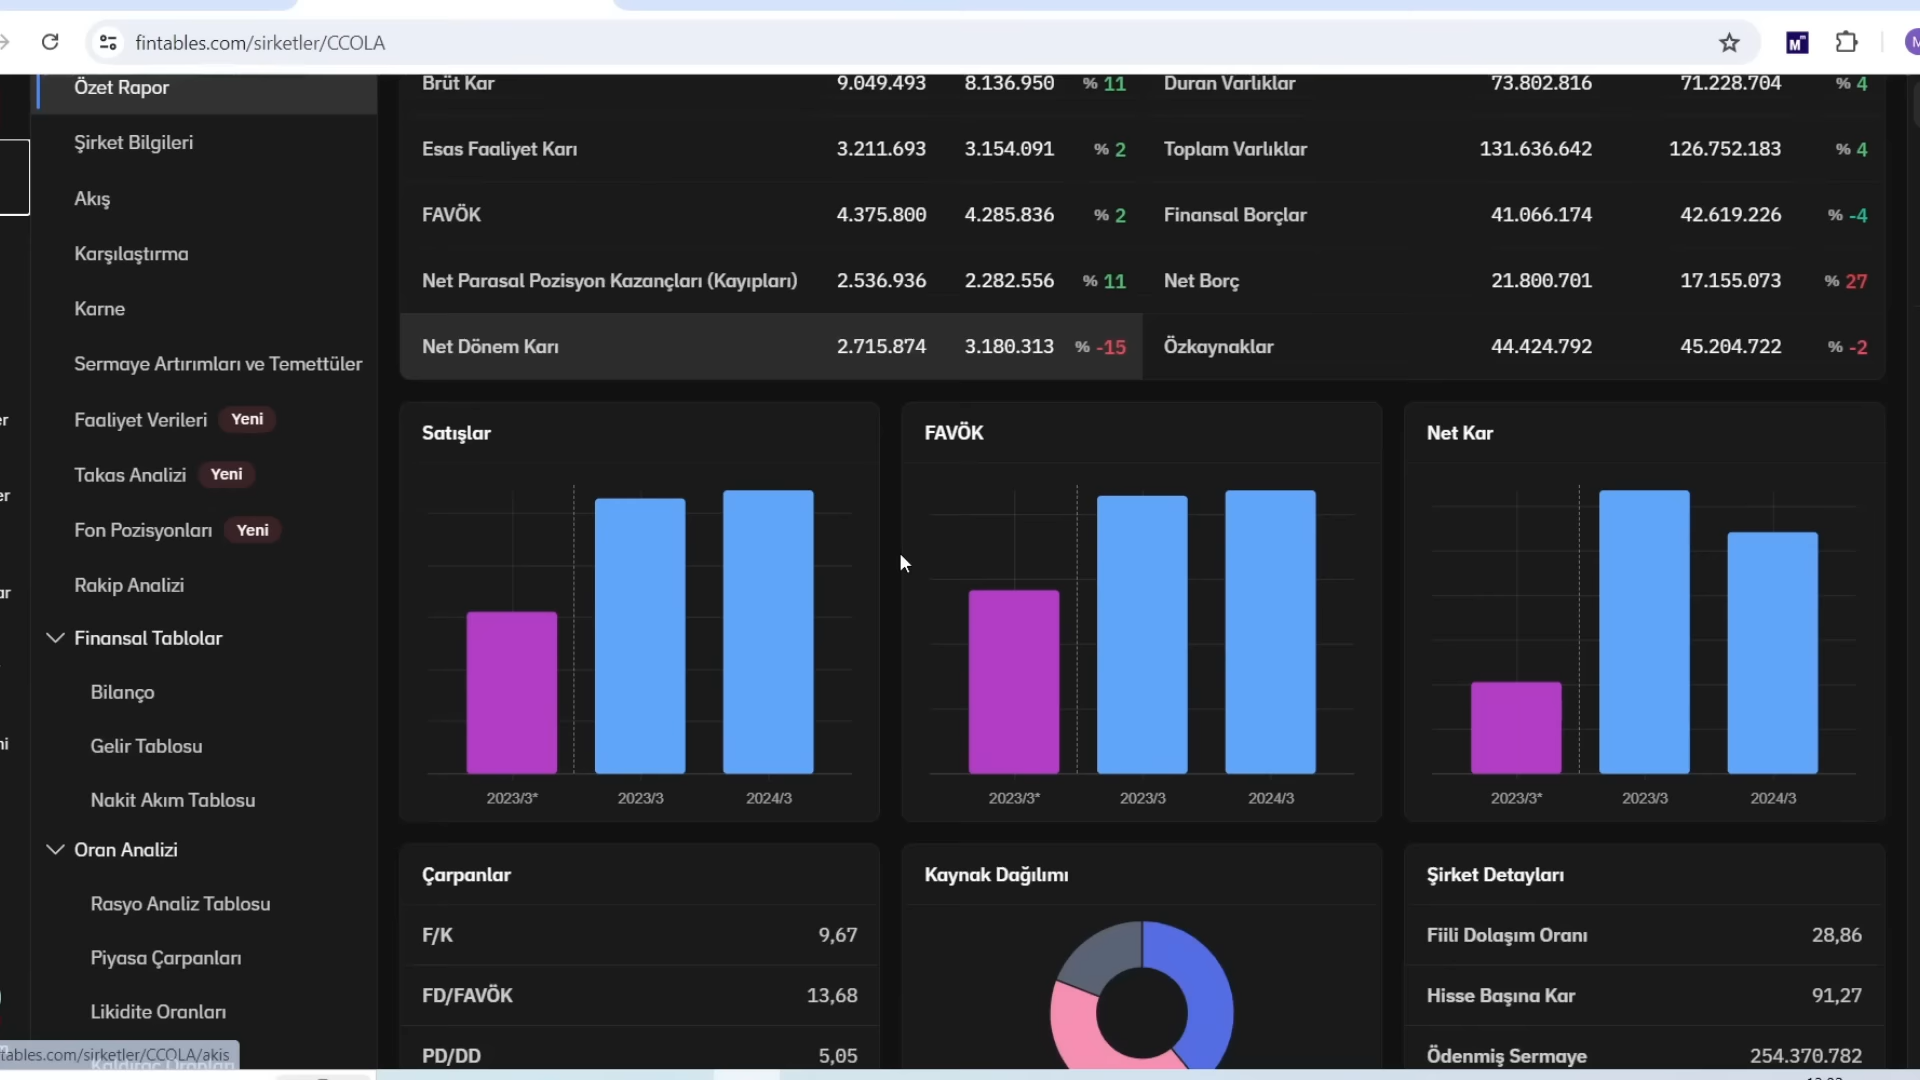 fintables.com/sirketler/CCOLA
Özet Rapor
Şirket Bilgileri
Akış
Karşılaştırma
Karne
Sermaye Artırımları ve Temettüler
Faaliyet Verileri Yeni
Takas Analizi Yeni
Fon Pozisyonları Yeni
Rakip Analizi
Finansal Tablolar
Bilanço
Gelir Tablosu
Nakit Akım Tablosu
Oran Analizi
Rasyo Analiz Tablosu
Piyasa Çarpanları
Likidite Oranları
tables.com/sirketler/CCOLA/akis
Brüt Kar 9.049.493 8.136.950 % 11
Esas Faaliyet Karı 3.211.693 3.154.091 % 2
FAVÖK 4.375.800 4.285.836 % 2
Net Parasal Pozisyon Kazançları (Kayıpları) 2.536.936 2.282.556 % 11
Net Dönem Karı 2.715.874 3.180.313 % -15
Duran Varlıklar 73.802.816 71.228.704 % 4
Toplam Varlıklar 131.636.642 126.752.183 % 4
Finansal Borçlar 41.066.174 42.619.226 % -4
Net Borç 21.800.701 17.155.073 % 27
Özkaynaklar 44.424.792 45.204.722 % -2
Satışlar
2023/3* 2023/3 2024/3
FAVÖK
2023/3* 2023/3 2024/3
Net Kar
2023/3* 2023/3 2024/3
Çarpanlar
F/K 9,67
FD/FAVÖK 13,68
PD/DD 5,05
Kaynak Dağılımı
Şirket Detayları
Fiili Dolaşım Oranı 28,86
Hisse Başına Kar 91,27
Ödenmiş Sermaye 254.370.782